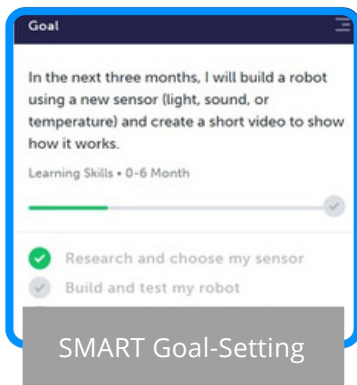 Goal
In the next three months, I will build a robot
using a new sensor (light, sound, or
temperature) and create a short video to show
how it works.
Learning Skills • 0-6 Month
Research and choose my sensor
Build and test my robot
SMART Goal-Setting